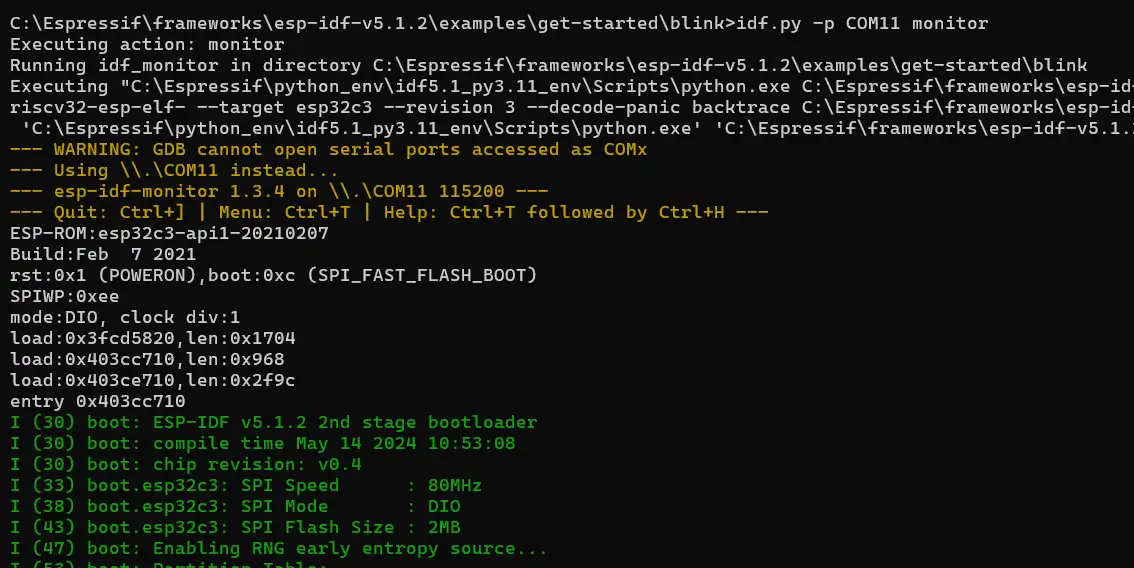 C:\Espressif\frameworks\esp-idf-v5.1.2\examples\get-started\blink>idf.py -p COM11 monitor
Executing action: monitor
Running idf_monitor in directory C:\Espressif\frameworks\esp-idf-v5.1.2\examples\get-started\blink
Executing "C:\Espressif\python_env\idf5.1_py3.11_env\Scripts\python.exe C:\Espressif\frameworks\esp-id
riscv32-esp-elf- --target esp32c3 --revision 3 --decode-panic backtrace C:\Espressif\frameworks\esp-id
'C:\Espressif\python_env\idf5.1_py3.11_env\Scripts\python.exe' 'C:\Espressif\frameworks\esp-idf-v5.1.
--- WARNING: GDB cannot open serial ports accessed as COMx
--- Using \\.\COM11 instead...
--- esp-idf-monitor 1.3.4 on \\.\COM11 115200 ---
--- Quit: Ctrl+] | Menu: Ctrl+T | Help: Ctrl+T followed by Ctrl+H ---
ESP-ROM:esp32c3-api1-20210207
Build:Feb  7 2021
rst:0x1 (POWERON),boot:0xc (SPI_FAST_FLASH_BOOT)
SPIWP:0xee
mode:DIO, clock div:1
load:0x3fcd5820,len:0x1704
load:0x403cc710,len:0x968
load:0x403ce710,len:0x2f9c
entry 0x403cc710
I (30) boot: ESP-IDF v5.1.2 2nd stage bootloader
I (30) boot: compile time May 14 2024 10:53:08
I (30) boot: chip revision: v0.4
I (33) boot.esp32c3: SPI Speed      : 80MHz
I (38) boot.esp32c3: SPI Mode       : DIO
I (43) boot.esp32c3: SPI Flash Size : 2MB
I (47) boot: Enabling RNG early entropy source...
I (53) boot: Partition Table: